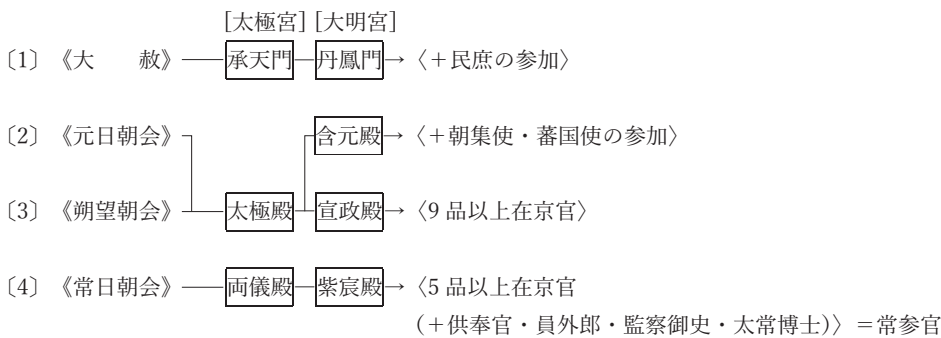 [太極宮] [大明宮]
〔1〕《大　　赦》 承天門 丹鳳門→〈＋民庶の参加〉
〔2〕《元日朝会》 含元殿→〈＋朝集使・蕃国使の参加〉
〔3〕《朔望朝会》 太極殿 宣政殿→〈9品以上在京官〉
〔4〕《常日朝会》 両儀殿 紫宸殿→〈5品以上在京官
（＋供奉官・員外郎・監察御史・太常博士）〉＝常参官